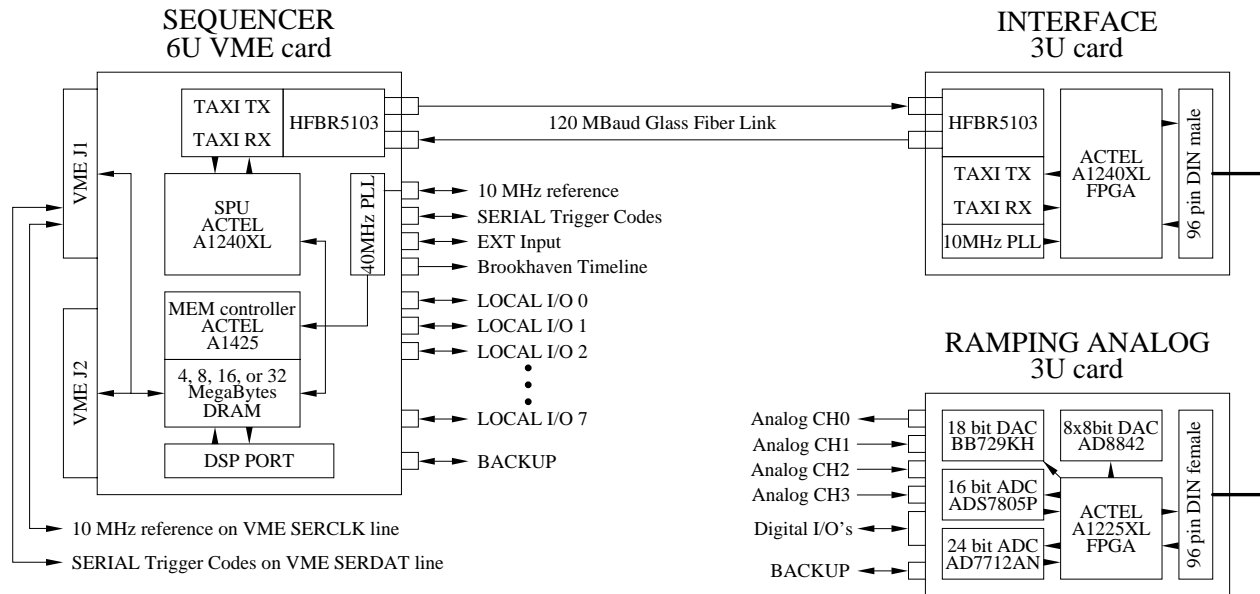 SEQUENCER
6U VME card
VME J1
VME J2
TAXI TX
TAXI RX
HFBR5103
SPU
ACTEL
A1240XL
40MHz PLL
MEM controller
ACTEL
A1425
4, 8, 16, or 32
MegaBytes
DRAM
DSP PORT
120 MBaud Glass Fiber Link
10 MHz reference
SERIAL Trigger Codes
EXT Input
Brookhaven Timeline
LOCAL I/O 0
LOCAL I/O 1
LOCAL I/O 2
LOCAL I/O 7
BACKUP
10 MHz reference on VME SERCLK line
SERIAL Trigger Codes on VME SERDAT line
INTERFACE
3U card
HFBR5103
TAXI TX
TAXI RX
10MHz PLL
ACTEL
A1240XL
FPGA
96 pin DIN male
RAMPING ANALOG
3U card
Analog CH0
Analog CH1
Analog CH2
Analog CH3
Digital I/O's
BACKUP
18 bit DAC
BB729KH
8x8bit DAC
AD8842
16 bit ADC
ADS7805P
24 bit ADC
AD7712AN
ACTEL
A1225XL
FPGA
96 pin DIN female